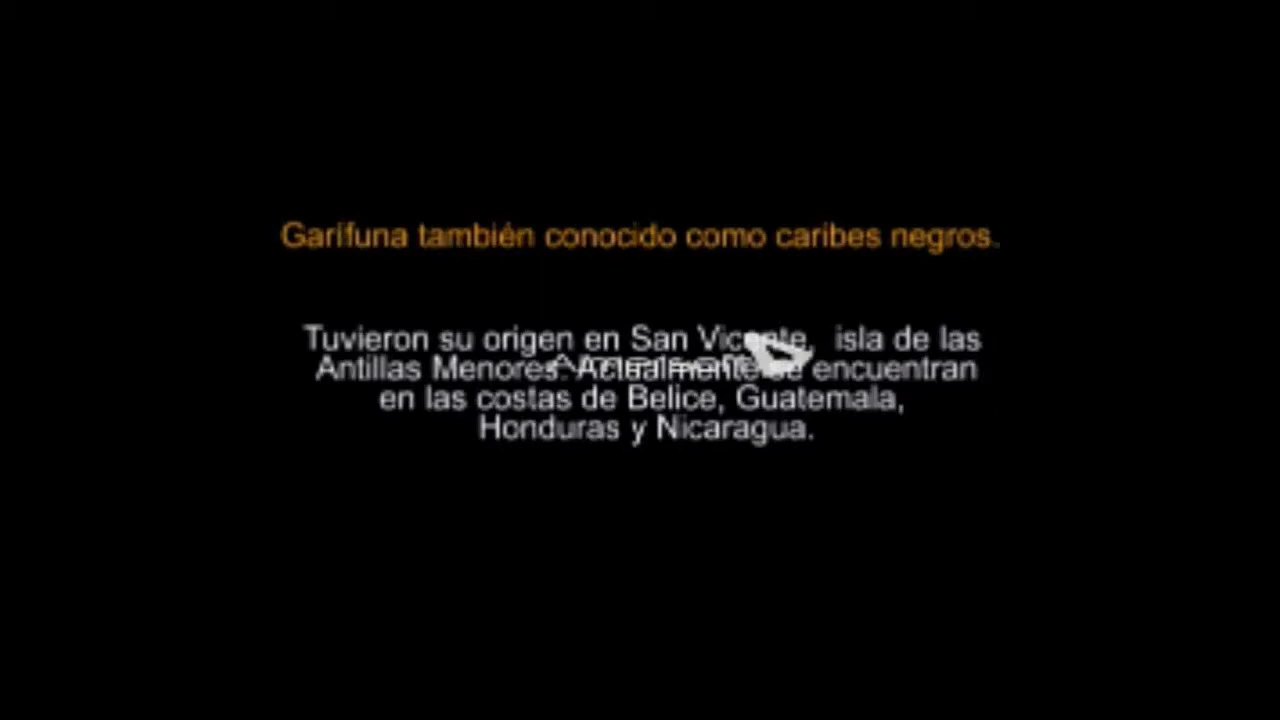 Garífuna también conocido como caribes negros.
Tuvieron su origen en San Vicente, isla de las
Antillas Menores. Actualmente se encuentran
en las costas de Belice, Guatemala,
Honduras y Nicaragua.